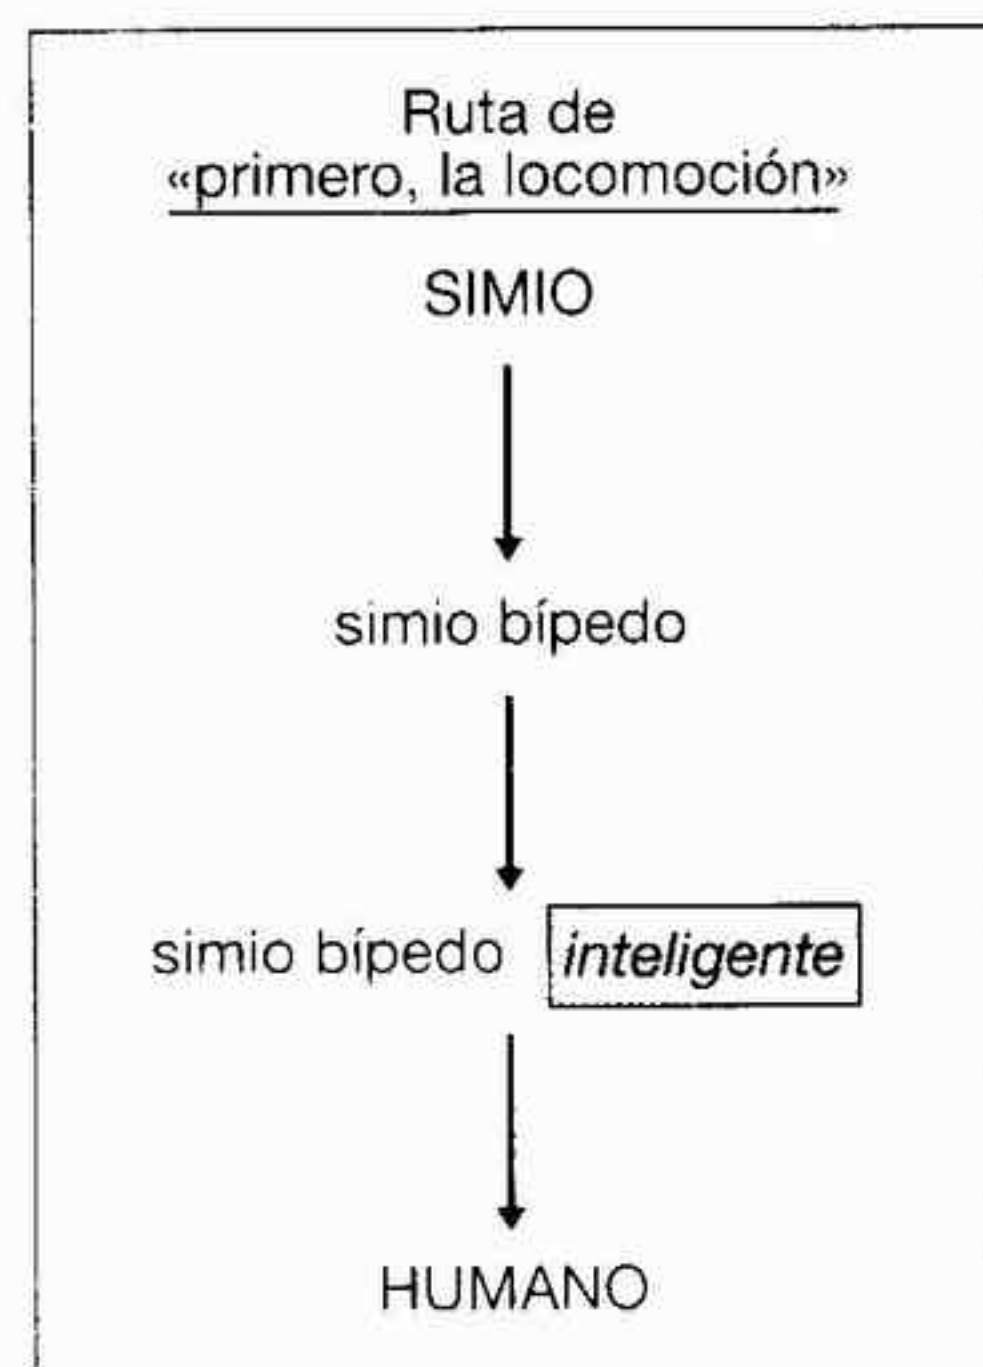 Ruta de
«primero, la locomoción»
SIMIO
simio bípedo
simio bípedo inteligente
HUMANO